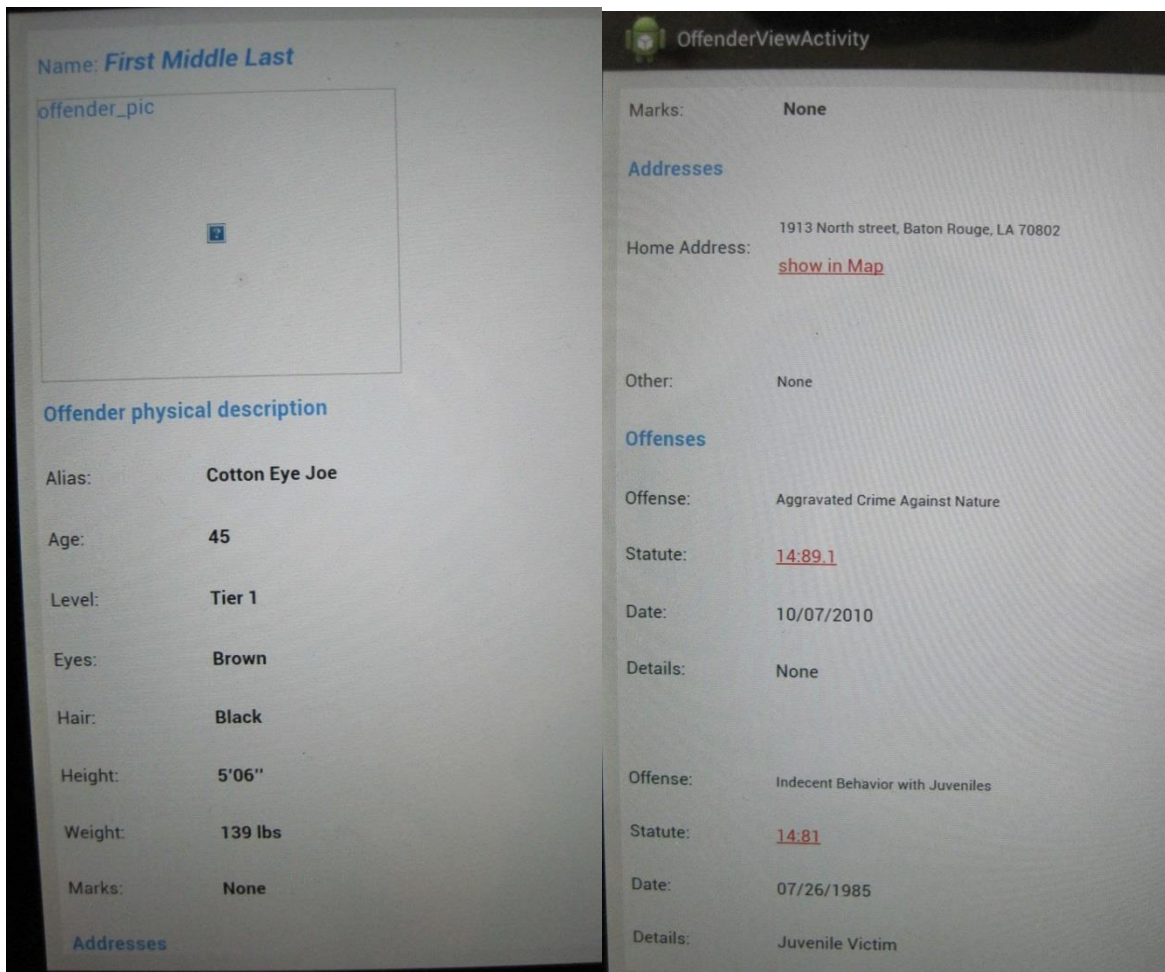 Name: First Middle Last
offender_pic
?
Offender physical description
Alias: Cotton Eye Joe
Age: 45
Level: Tier 1
Eyes: Brown
Hair: Black
Height: 5'06''
Weight: 139 lbs
Marks: None
Addresses
OffenderViewActivity
Marks: None
Addresses
Home Address: 1913 North street, Baton Rouge, LA 70802
show in Map
Other: None
Offenses
Offense: Aggravated Crime Against Nature
Statute: 14:89.1
Date: 10/07/2010
Details: None
Offense: Indecent Behavior with Juveniles
Statute: 14:81
Date: 07/26/1985
Details: Juvenile Victim